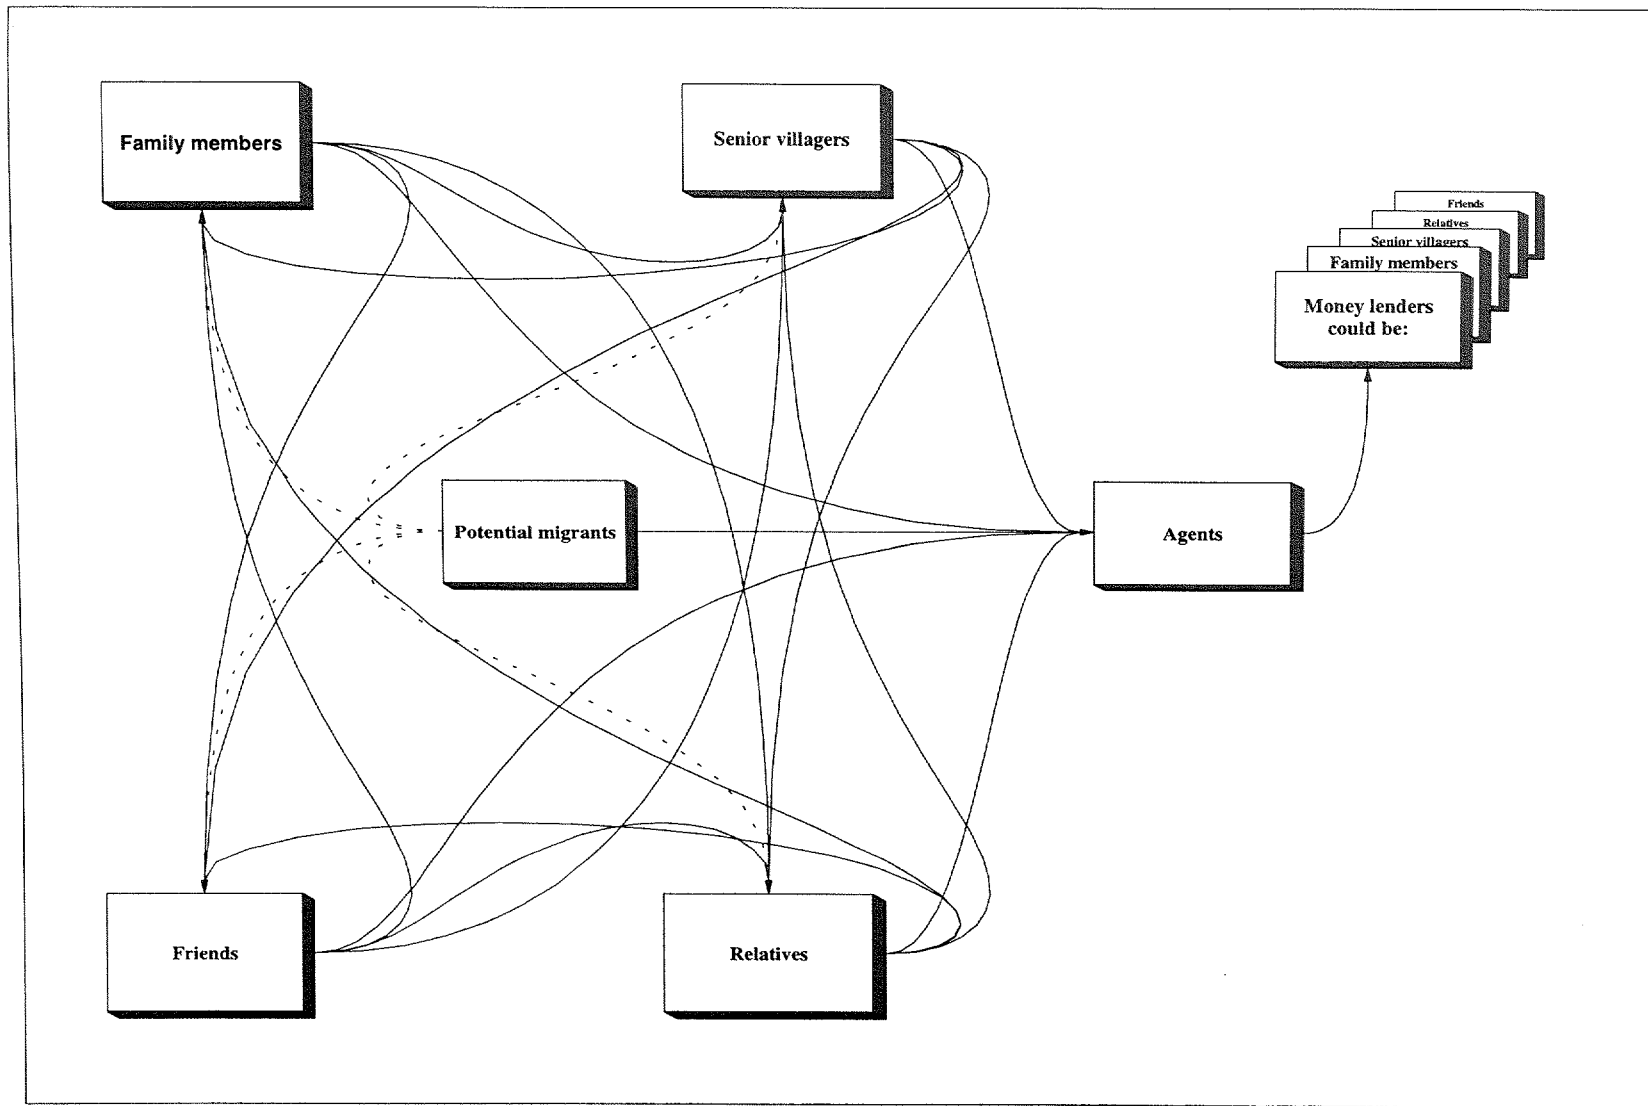 Family members
Senior villagers
Friends
Relatives
Senior villagers
Family members
Money lenders
could be:
Potential migrants
Agents
Friends
Relatives